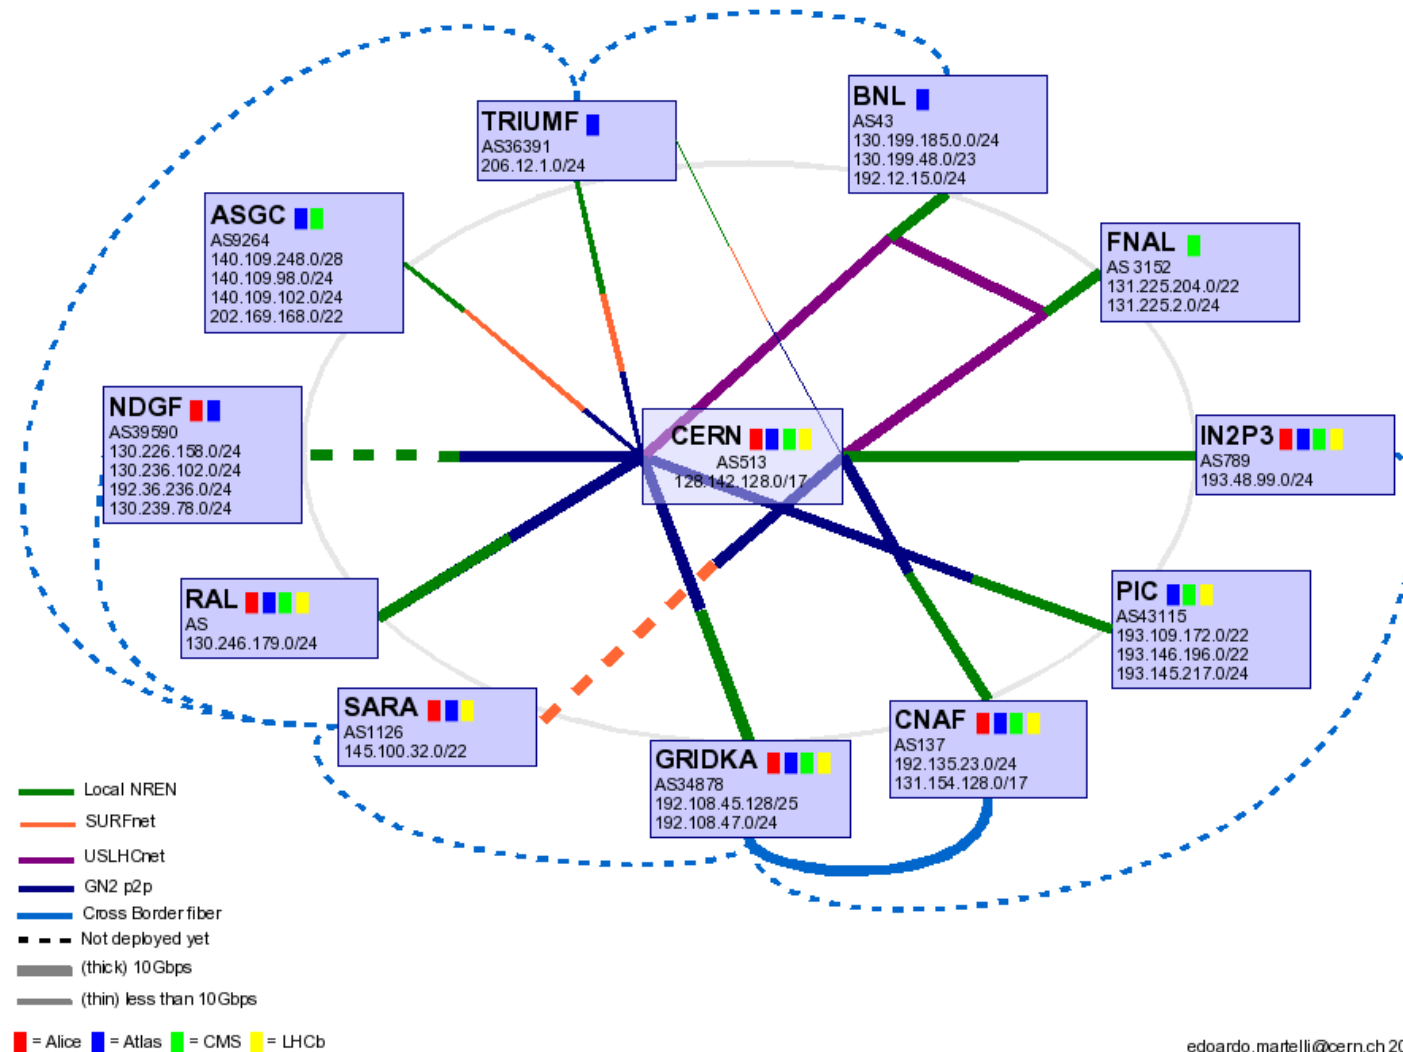 TRIUMF
AS36391
206.12.1.0/24
BNL
AS43
130.199.185.0.0/24
130.199.48.0/23
192.12.15.0/24
ASGC
AS9264
140.109.248.0/28
140.109.98.0/24
140.109.102.0/24
202.169.168.0/22
FNAL
AS 3152
131.225.204.0/22
131.225.2.0/24
NDGF
AS39590
130.226.158.0/24
130.236.102.0/24
192.36.236.0/24
130.239.78.0/24
CERN
AS513
128.142.128.0/17
IN2P3
AS789
193.48.99.0/24
RAL
AS
130.246.179.0/24
PIC
AS43115
193.109.172.0/22
193.146.196.0/22
193.145.217.0/24
SARA
AS1126
145.100.32.0/22
GRIDKA
AS34878
192.108.45.128/25
192.108.47.0/24
CNAF
AS137
192.135.23.0/24
131.154.128.0/17
Local NREN
SURFnet
USLHCnet
GN2 p2p
Cross Border fiber
Not deployed yet
(thick) 10Gbps
(thin) less than 10Gbps
= Alice = Atlas = CMS = LHCb
edoardo.martelli@cern.ch 20